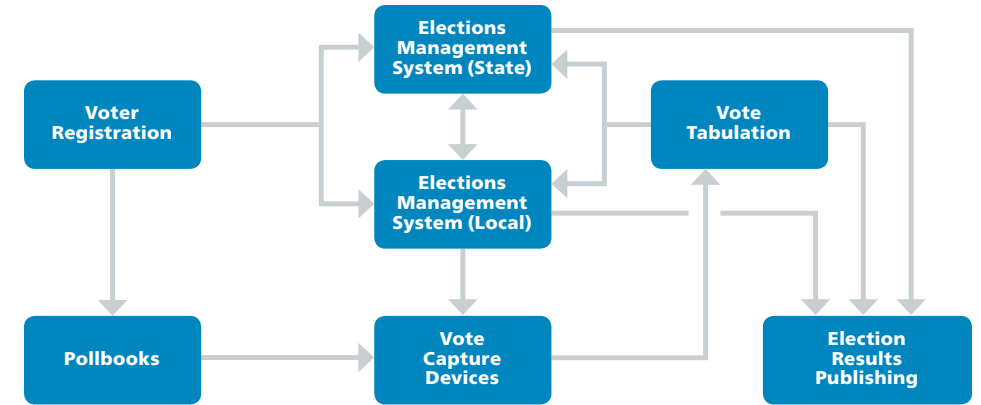 Elections
Management
System (State)
Voter
Registration
Vote
Tabulation
Elections
Management
System (Local)
Pollbooks
Vote
Capture
Devices
Election
Results
Publishing